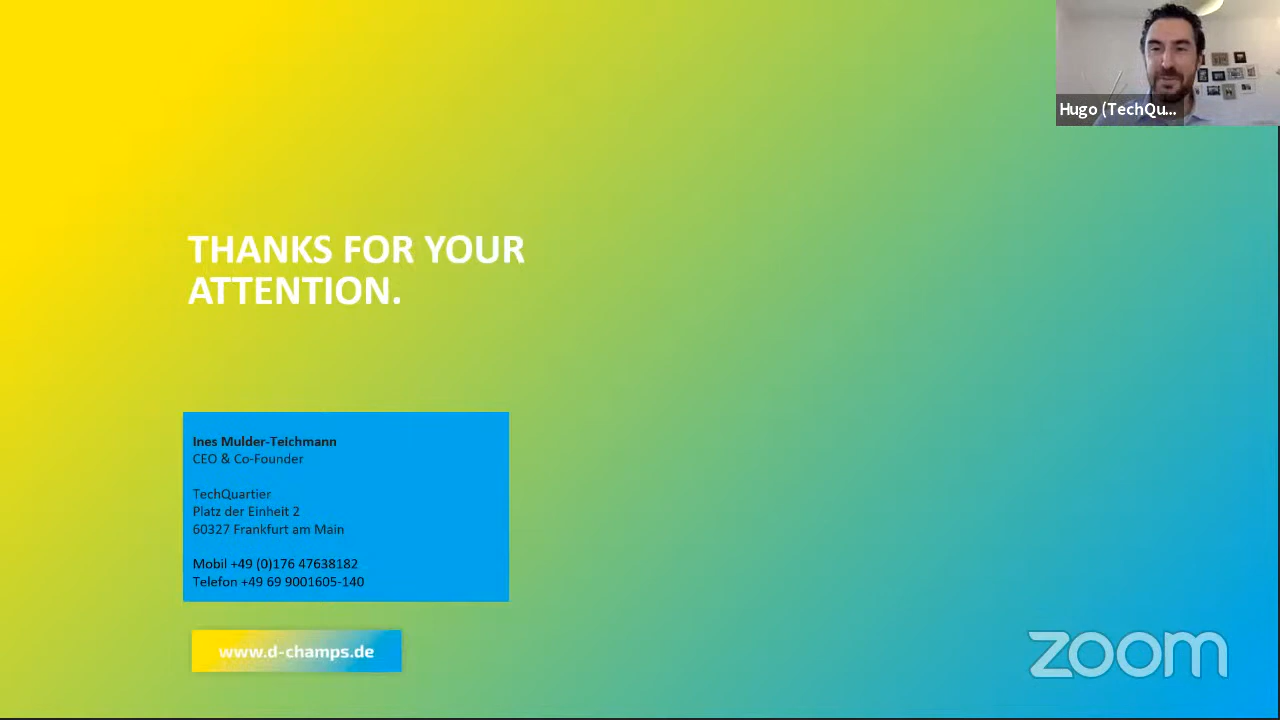 Hugo (TechQu...
THANKS FOR YOUR
ATTENTION.
Ines Mulder-Teichmann
CEO & Co-Founder
TechQuartier
Platz der Einheit 2
60327 Frankfurt am Main
Mobil +49 (0)176 47638182
Telefon +49 69 9001605-140
www.d-champs.de
zoom